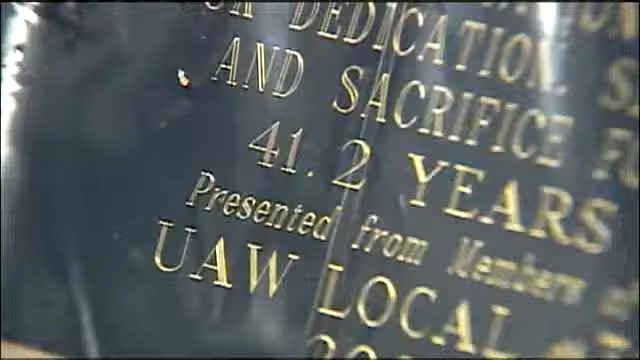 DEDICATION
AND SACRIFICE
41.2 YEARS
Presented from Members
UAW LOCAL